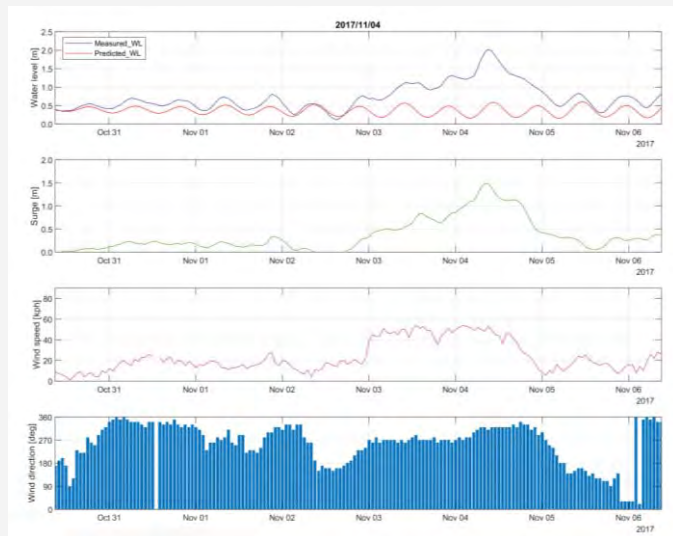 2017/11/04
Measured_WL
Predicted_WL
Water level [m]
2.5
2.0
1.5
1.0
0.5
0.0
Oct 31 Nov 01 Nov 02 Nov 03 Nov 04 Nov 05 Nov 06
2017
Surge [m]
2.0
1.5
1.0
0.5
0.0
Oct 31 Nov 01 Nov 02 Nov 03 Nov 04 Nov 05 Nov 06
2017
Wind speed [kph]
80
60
40
20
0
Oct 31 Nov 01 Nov 02 Nov 03 Nov 04 Nov 05 Nov 06
2017
Wind direction [deg]
360
270
180
90
0
Oct 31 Nov 01 Nov 02 Nov 03 Nov 04 Nov 05 Nov 06
2017